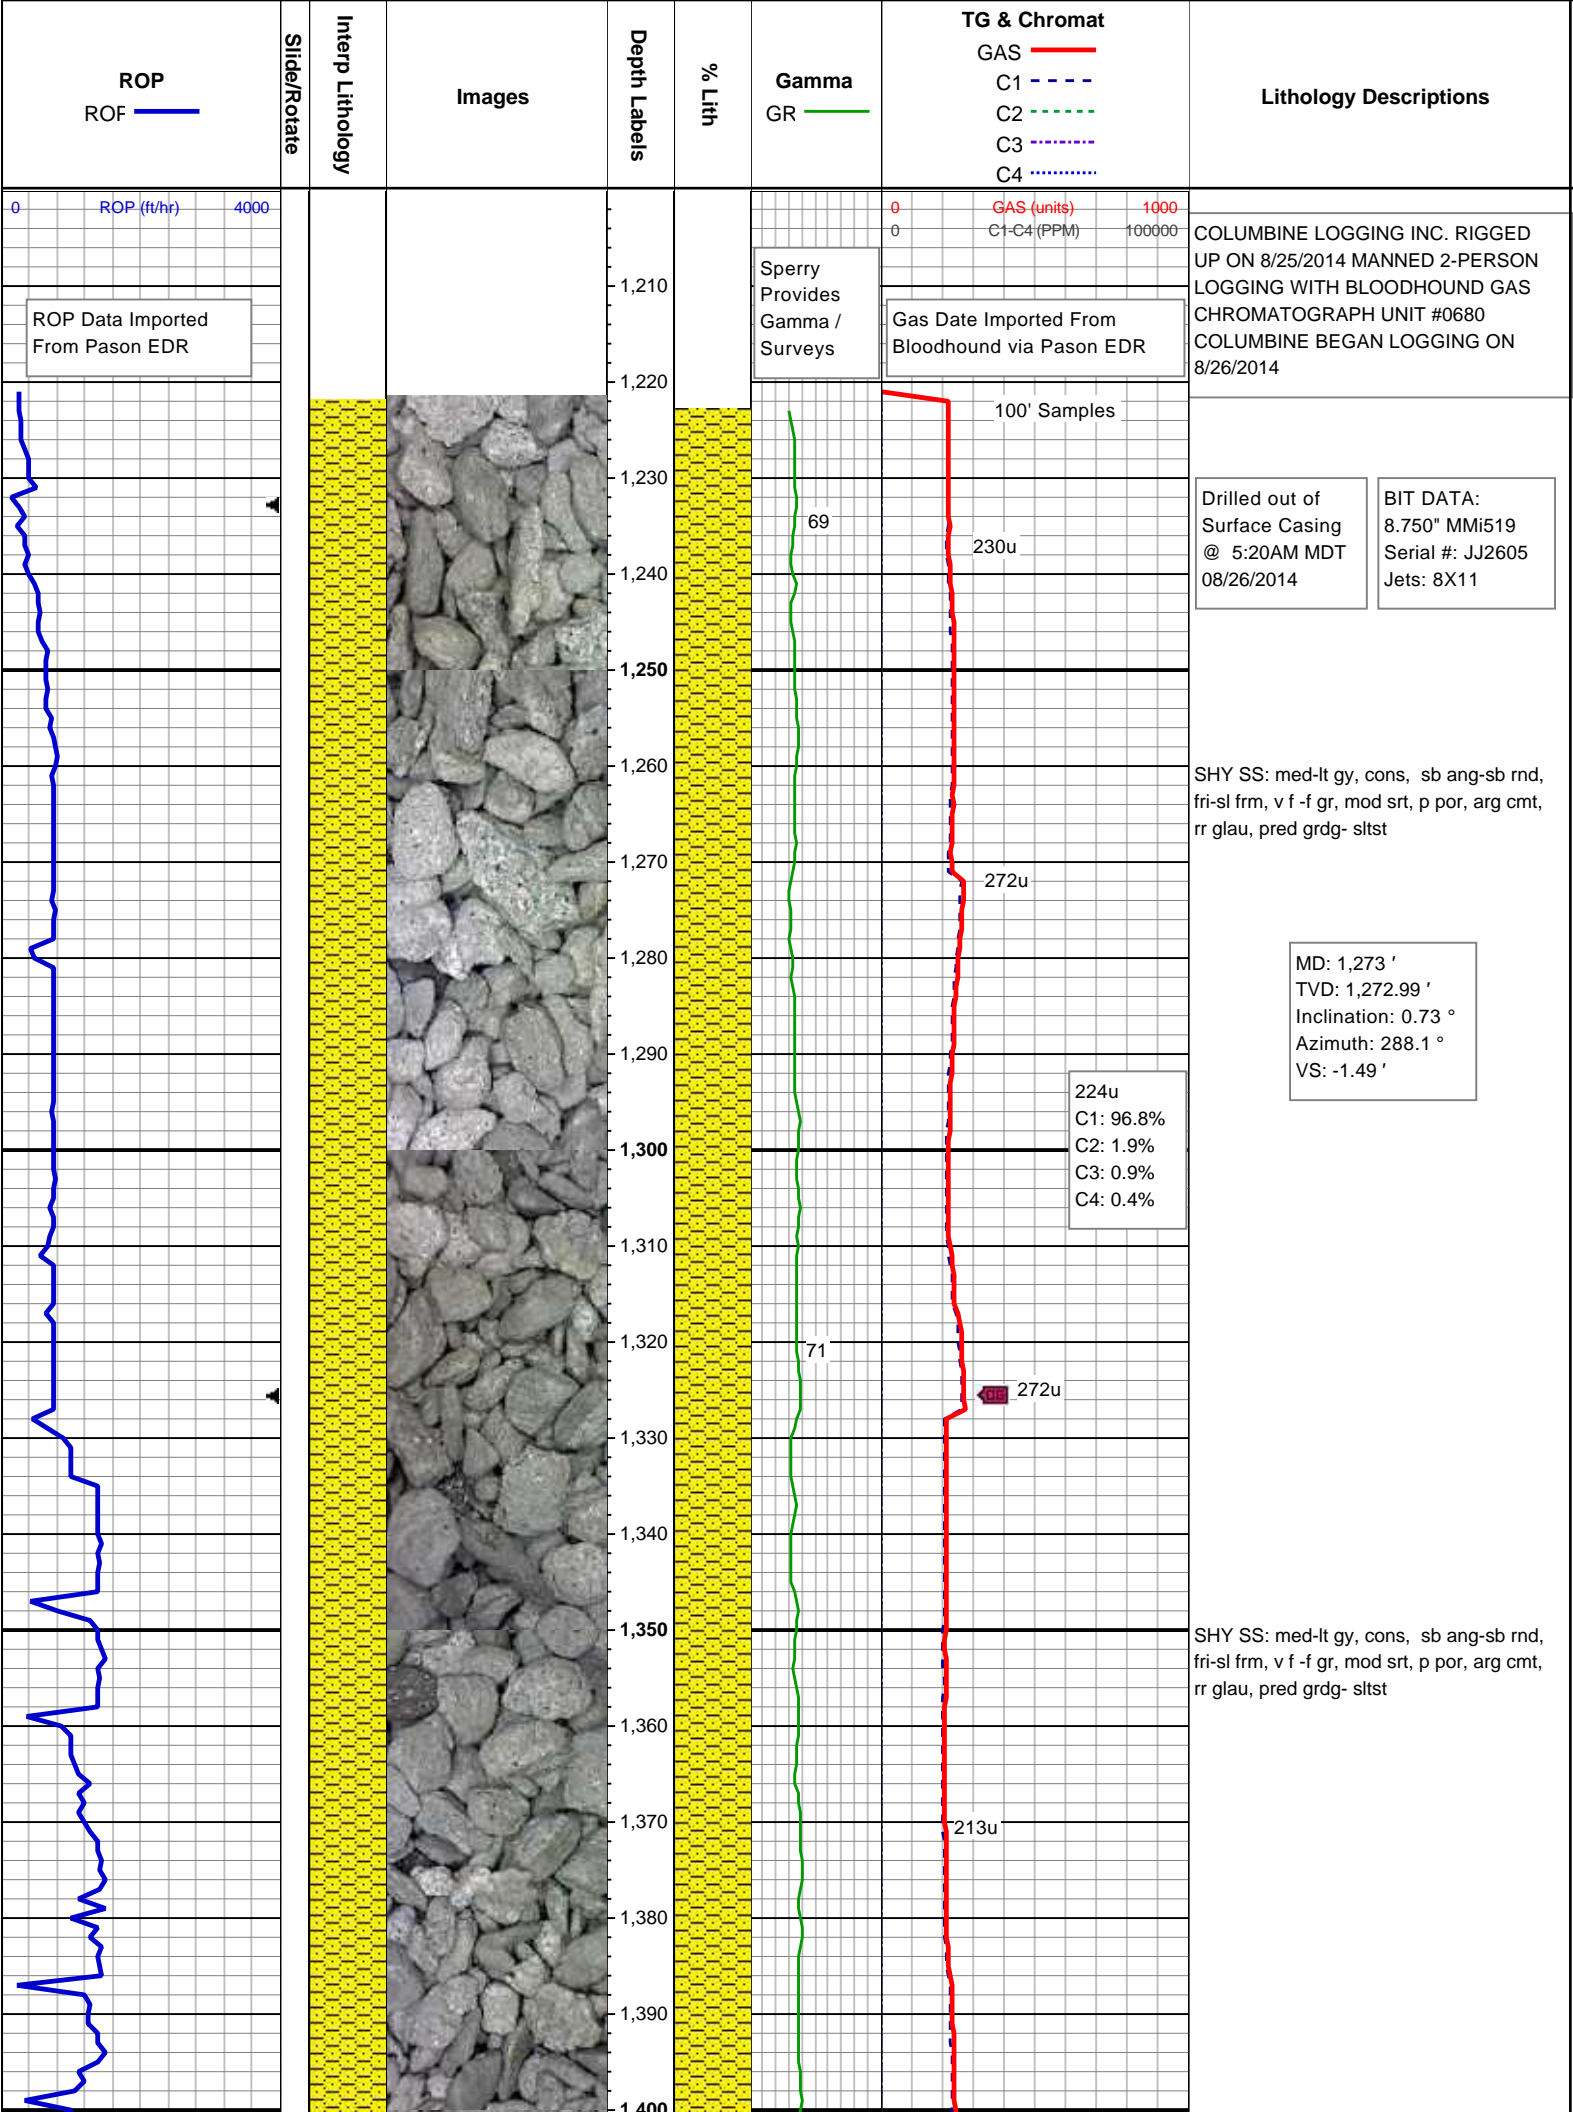 ROP
ROP
Slide/Rotate
Interp Lithology
Images
Depth Labels
% Lith
Gamma
GR
TG & Chromat
GAS
C1
C2
C3
C4
Lithology Descriptions
0 ROP (ft/hr) 4000
0 GAS (units) 1000
0 C1-C4 (PPM) 100000
COLUMBINE LOGGING INC. RIGGED
UP ON 8/25/2014 MANNED 2-PERSON
LOGGING WITH BLOODHOUND GAS
CHROMATOGRAPH UNIT #0680
COLUMBINE BEGAN LOGGING ON
8/26/2014
Sperry
Provides
Gamma /
Surveys
ROP Data Imported
From Pason EDR
Gas Date Imported From
Bloodhound via Pason EDR
1,210
1,220
100' Samples
1,230
Drilled out of
Surface Casing
@ 5:20AM MDT
08/26/2014
BIT DATA:
8.750" MMi519
Serial #: JJ2605
Jets: 8X11
69
230u
1,240
1,250
1,260
SHY SS: med-lt gy, cons, sb ang-sb rnd,
fri-sl frm, v f -f gr, mod srt, p por, arg cmt,
rr glau, pred grdg- sltst
1,270
272u
1,280
MD: 1,273 '
TVD: 1,272.99 '
Inclination: 0.73 °
Azimuth: 288.1 °
VS: -1.49 '
1,290
224u
C1: 96.8%
C2: 1.9%
C3: 0.9%
C4: 0.4%
1,300
1,310
1,320
71
272u
1,330
1,340
1,350
SHY SS: med-lt gy, cons, sb ang-sb rnd,
fri-sl frm, v f -f gr, mod srt, p por, arg cmt,
rr glau, pred grdg- sltst
1,360
1,370
213u
1,380
1,390
1,400